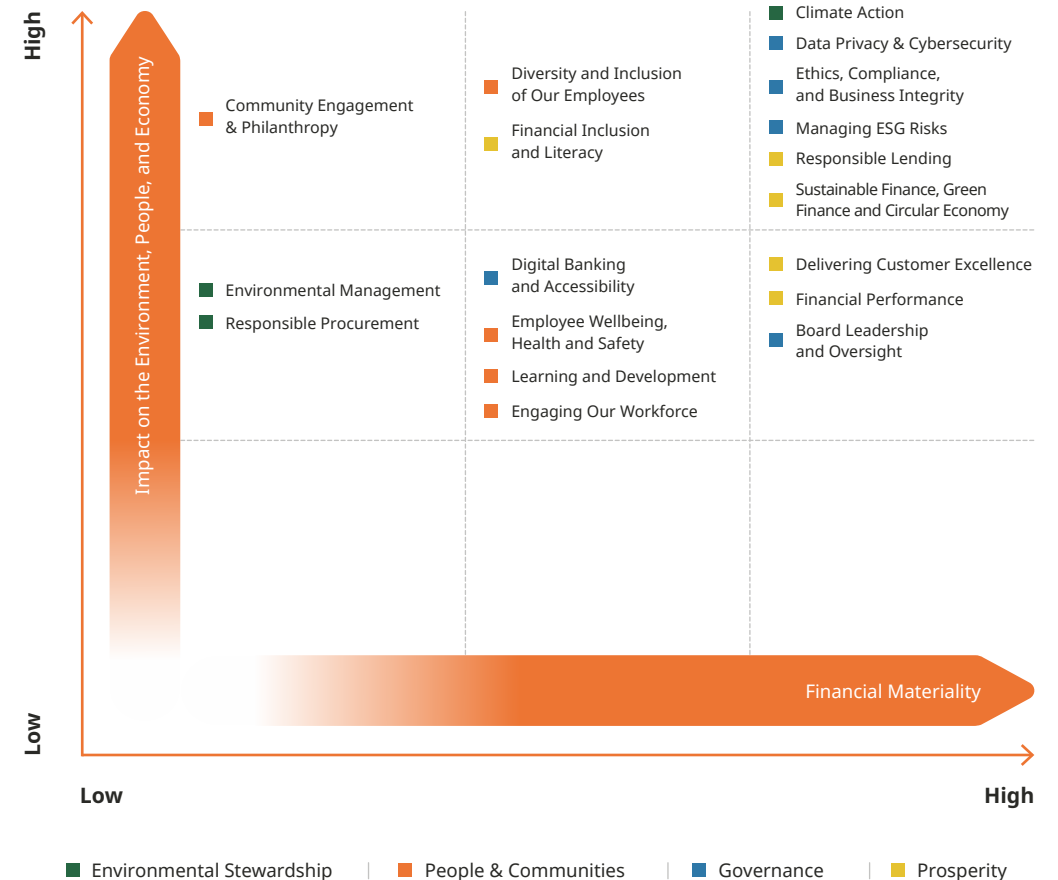 High
Impact on the Environment, People, and Economy
Community Engagement
& Philanthropy
Diversity and Inclusion
of Our Employees
Financial Inclusion
and Literacy
Climate Action
Data Privacy & Cybersecurity
Ethics, Compliance,
and Business Integrity
Managing ESG Risks
Responsible Lending
Sustainable Finance, Green
Finance and Circular Economy
Environmental Management
Responsible Procurement
Digital Banking
and Accessibility
Employee Wellbeing,
Health and Safety
Learning and Development
Engaging Our Workforce
Delivering Customer Excellence
Financial Performance
Board Leadership
and Oversight
Financial Materiality
Low
Low
High
Environmental Stewardship
People & Communities
Governance
Prosperity